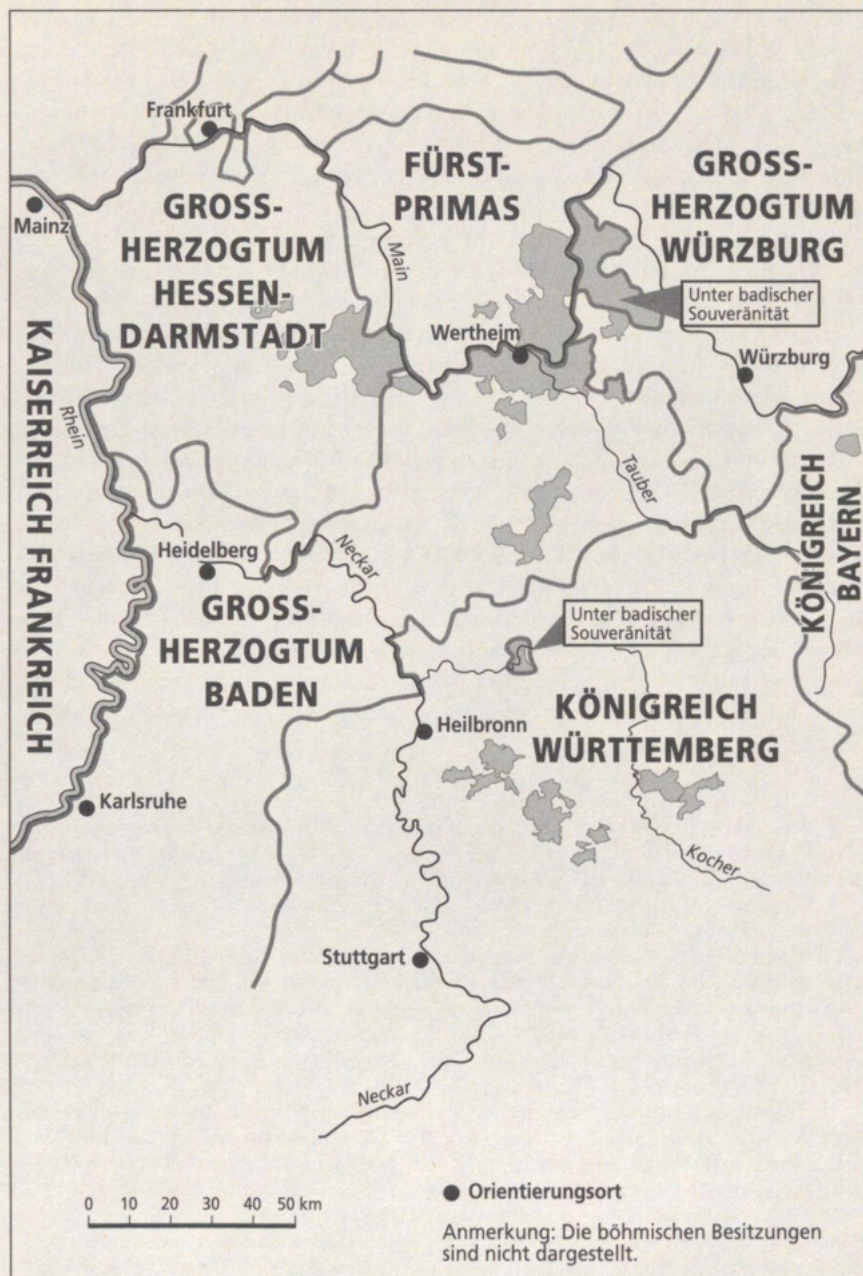 Frankfurt
FÜRST-
PRIMAS
GROSS-
HERZOGTUM
WÜRZBURG
Mainz
GROSS-
HERZOGTUM
HESSEN-
DARMSTADT
Main
Unter badischer
Souveränität
Wertheim
Würzburg
KAISERREICH FRANKREICH
Rhein
Tauber
KÖNIGREICH
BAYERN
Heidelberg
Neckar
GROSS-
HERZOGTUM
BADEN
Unter badischer
Souveränität
Heilbronn
KÖNIGREICH
WÜRTTEMBERG
Karlsruhe
Kocher
Stuttgart
Neckar
0 10 20 30 40 50 km
Orientierungsort
Anmerkung: Die böhmischen Besitzungen
sind nicht dargestellt.